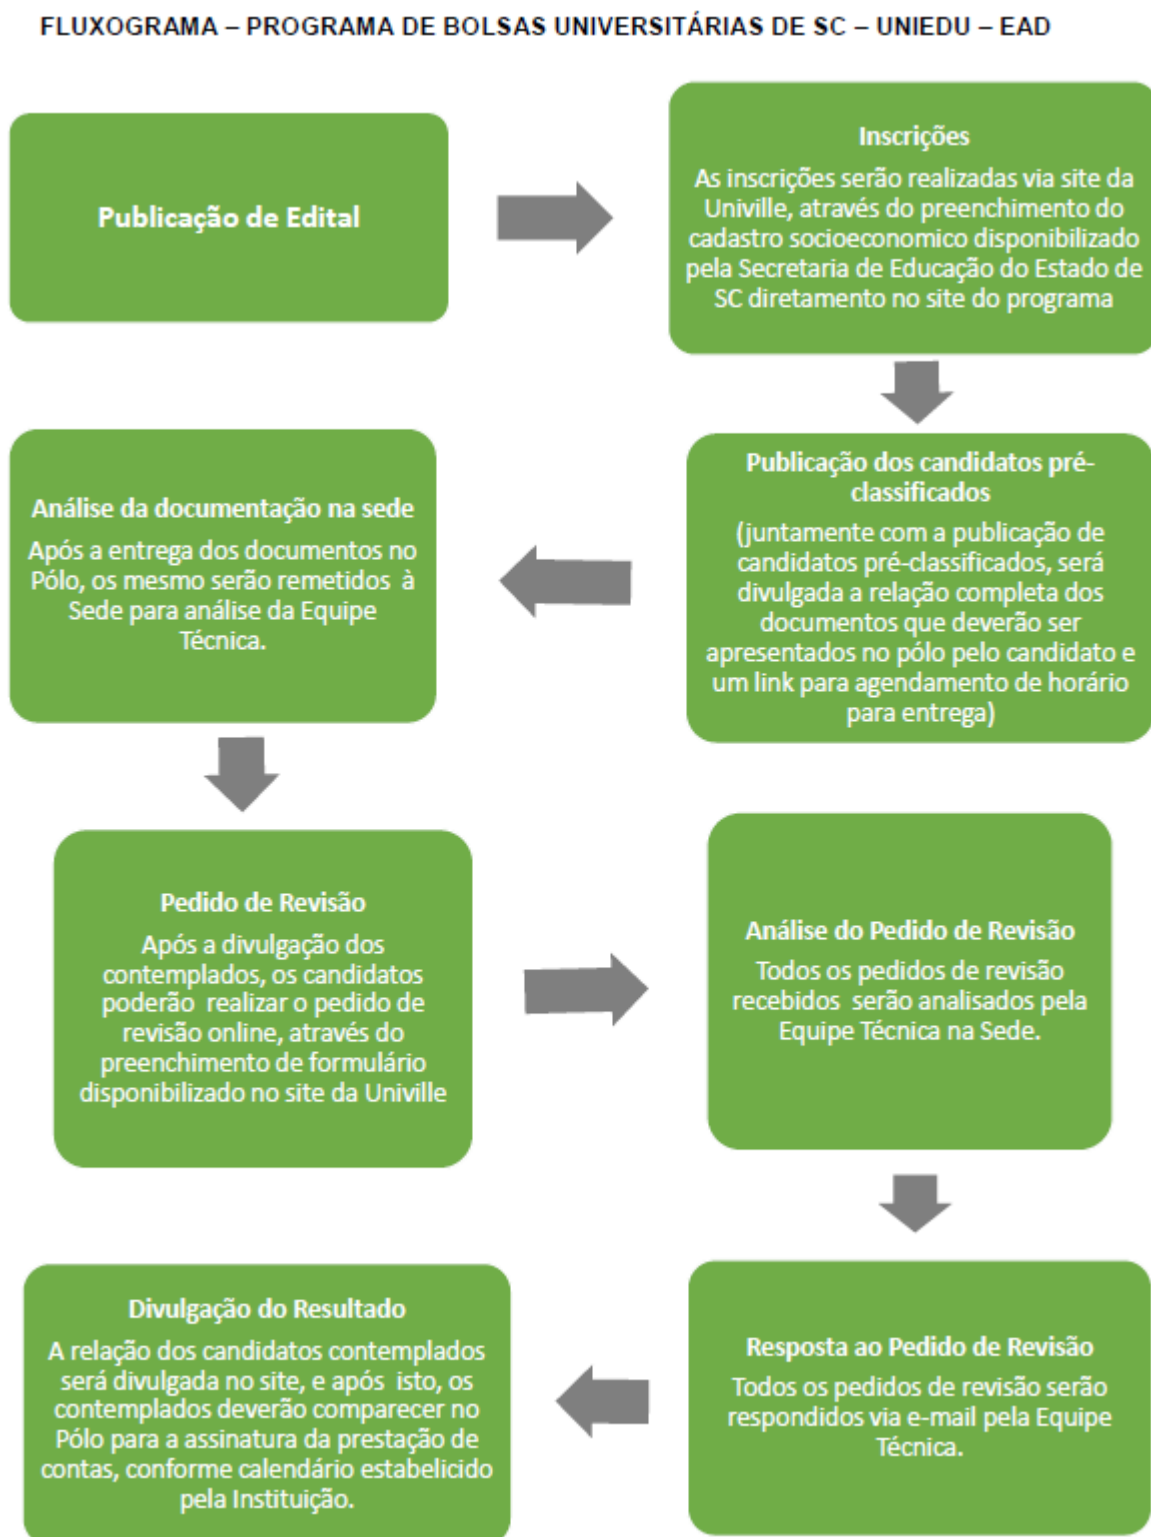 FLUXOGRAMA – PROGRAMA DE BOLSAS UNIVERSITÁRIAS DE SC – UNIEDU – EAD
Publicação de Edital
Inscrições
As inscrições serão realizadas via site da
Univille, através do preenchimento do
cadastro socioeconomico disponibilizado
pela Secretaria de Educação do Estado de
SC diretamento no site do programa
Publicação dos candidatos pré-
classificados
(juntamente com a publicação de
candidatos pré-classificados, será
divulgada a relação completa dos
documentos que deverão ser
apresentados no pólo pelo candidato e
um link para agendamento de horário
para entrega)
Análise da documentação na sede
Após a entrega dos documentos no
Pólo, os mesmo serão remetidos à
Sede para análise da Equipe
Técnica.
Pedido de Revisão
Após a divulgação dos
contemplados, os candidatos
poderão realizar o pedido de
revisão online, através do
preenchimento de formulário
disponibilizado no site da Univille
Análise do Pedido de Revisão
Todos os pedidos de revisão
recebidos serão analisados pela
Equipe Técnica na Sede.
Resposta ao Pedido de Revisão
Todos os pedidos de revisão serão
respondidos via e-mail pela Equipe
Técnica.
Divulgação do Resultado
A relação dos candidatos contemplados
será divulgada no site, e após isto, os
contemplados deverão comparecer no
Pólo para a assinatura da prestação de
contas, conforme calendário estabelicido
pela Instituição.